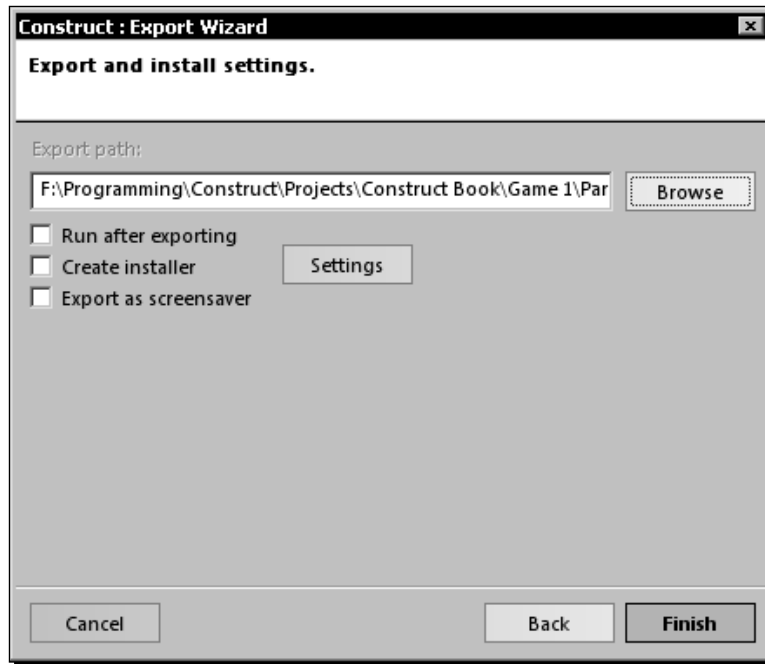 Construct : Export Wizard
Export and install settings.
Export path:
F:\Programming\Construct\Projects\Construct Book\Game 1\Par
Browse
Run after exporting
Create installer
Settings
Export as screensaver
Cancel
Back
Finish